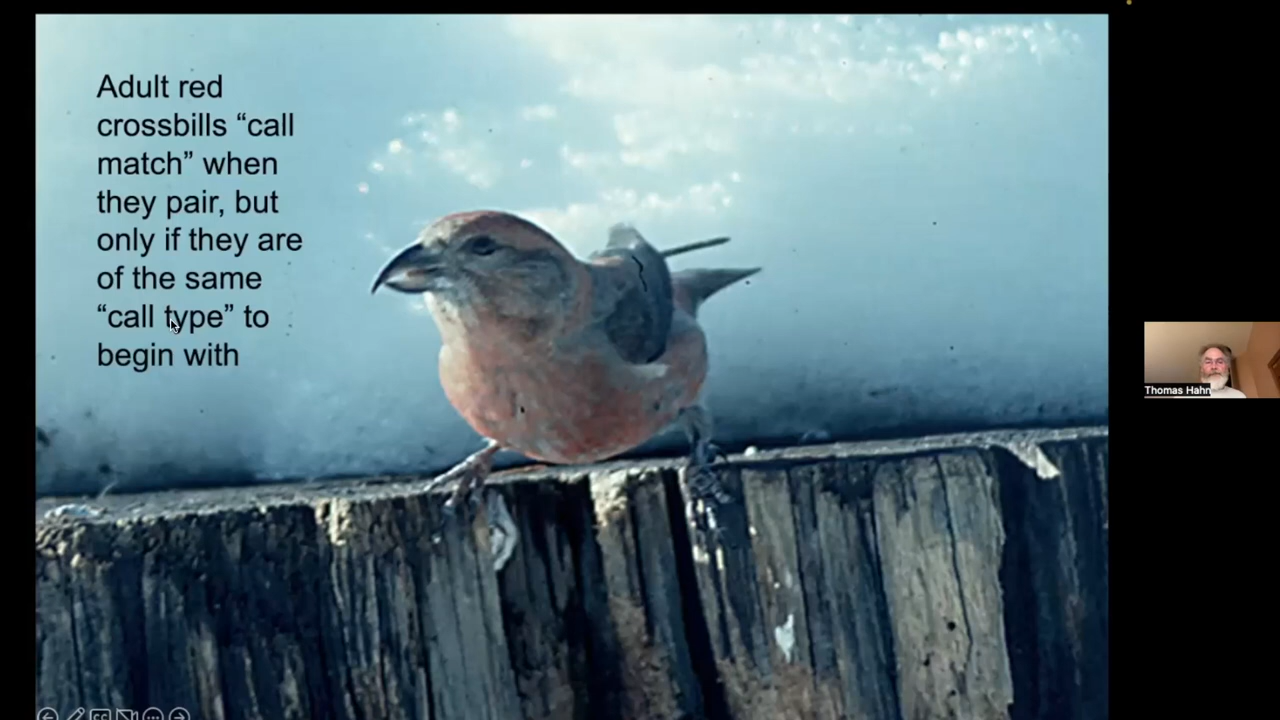 Adult red
crossbills “call
match” when
they pair, but
only if they are
of the same
“call type” to
begin with
Thomas Hahn
CC